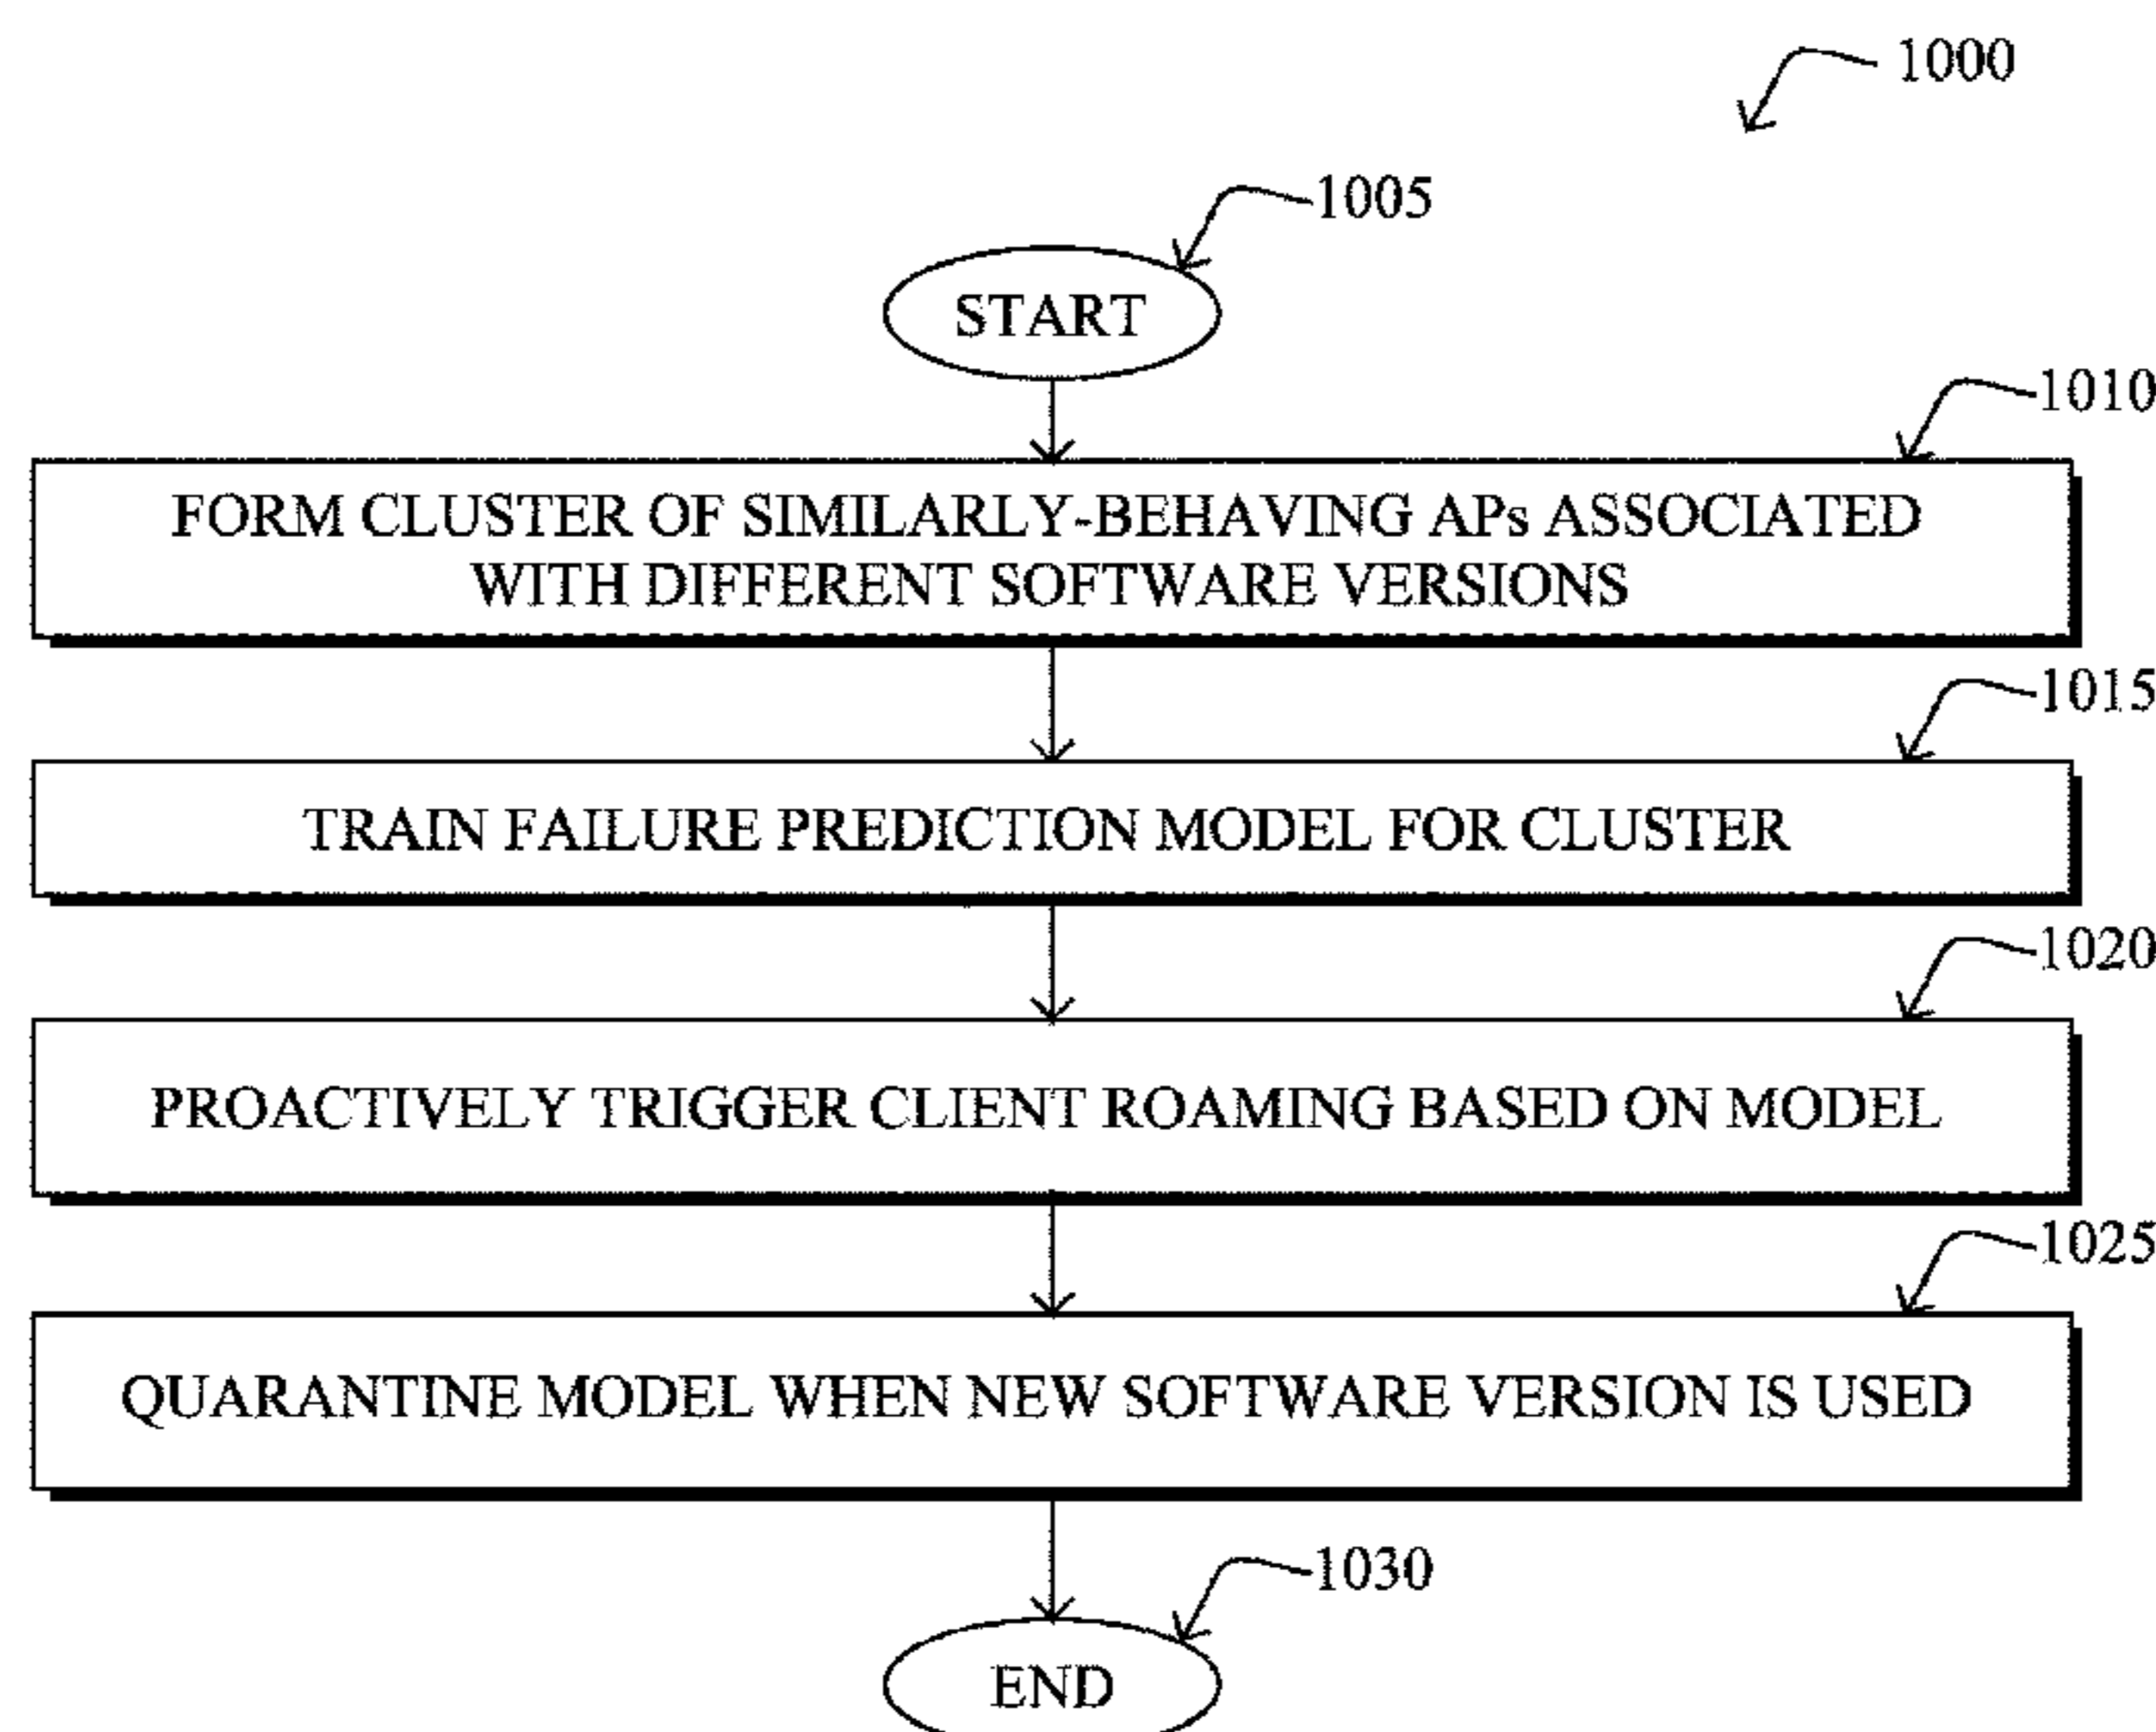 1000
1005
START
1010
FORM CLUSTER OF SIMILARLY-BEHAVING APs ASSOCIATED
WITH DIFFERENT SOFTWARE VERSIONS
1015
TRAIN FAILURE PREDICTION MODEL FOR CLUSTER
1020
PROACTIVELY TRIGGER CLIENT ROAMING BASED ON MODEL
1025
QUARANTINE MODEL WHEN NEW SOFTWARE VERSION IS USED
1030
END